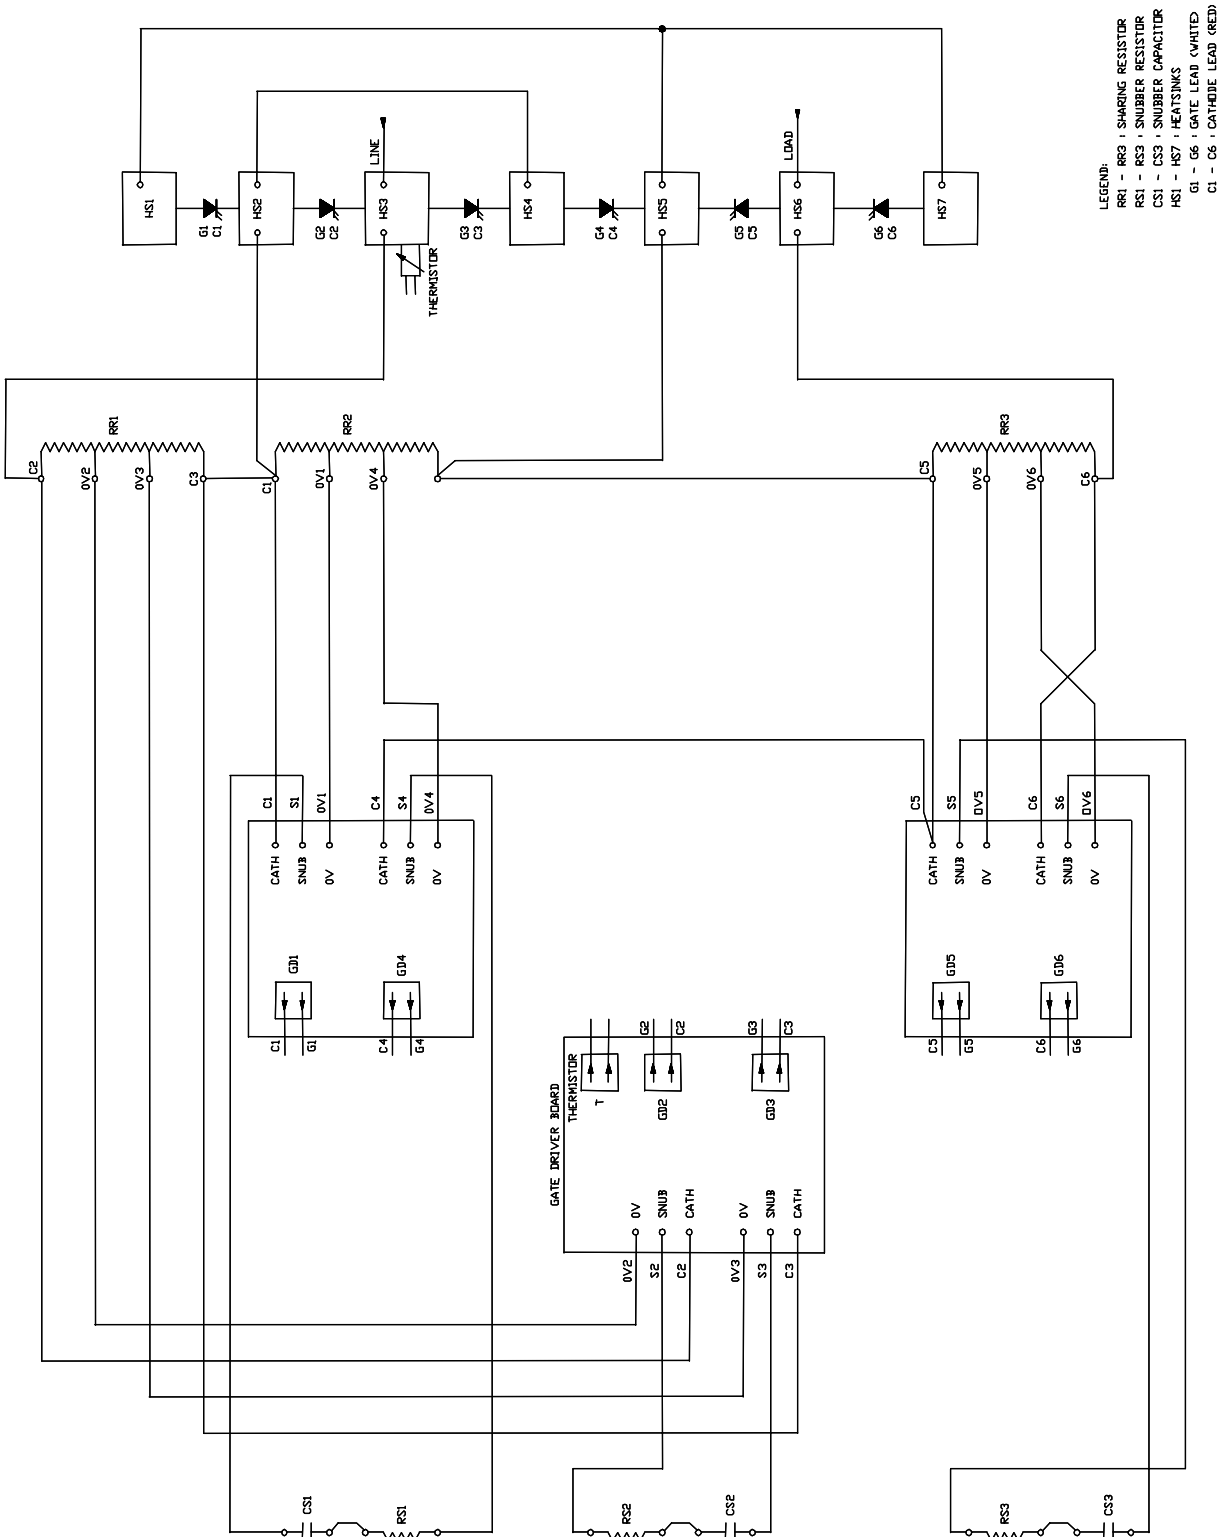 LEGEND:
RR1 - RR3 : SHARING RESISTOR
RS1 - RS3 : SNUBBER RESISTOR
CS1 - CS3 : SNUBBER CAPACITOR
HS1 - HS7 : HEATSINKS
G1 - G6 : GATE LEAD (WHITE)
C1 - C6 : CATHODE LEAD (RED)
LINE
LOAD
HS1
HS2
HS3
HS4
HS5
HS6
HS7
G1
C1
G2
C2
G3
C3
G4
C4
G5
C5
G6
C6
THERMISTOR
RR1
RR2
RR3
C2
0V2
0V3
C3
C1
0V1
0V4
C5
0V5
0V6
C6
C1
S1
0V1
C4
S4
0V4
C5
S5
0V5
C6
S6
0V6
CATH
SNUB
0V
CATH
SNUB
0V
CATH
SNUB
0V
CATH
SNUB
0V
GD1
GD4
GD5
GD6
C1
G1
C4
G4
C5
G5
C6
G6
G2
C2
G3
C3
GATE DRIVER BOARD
THERMISTOR
T
GD2
GD3
0V
SNUB
CATH
0V
SNUB
CATH
0V2
S2
C2
0V3
S3
C3
CS1
RS1
RS2
CS2
RS3
CS3